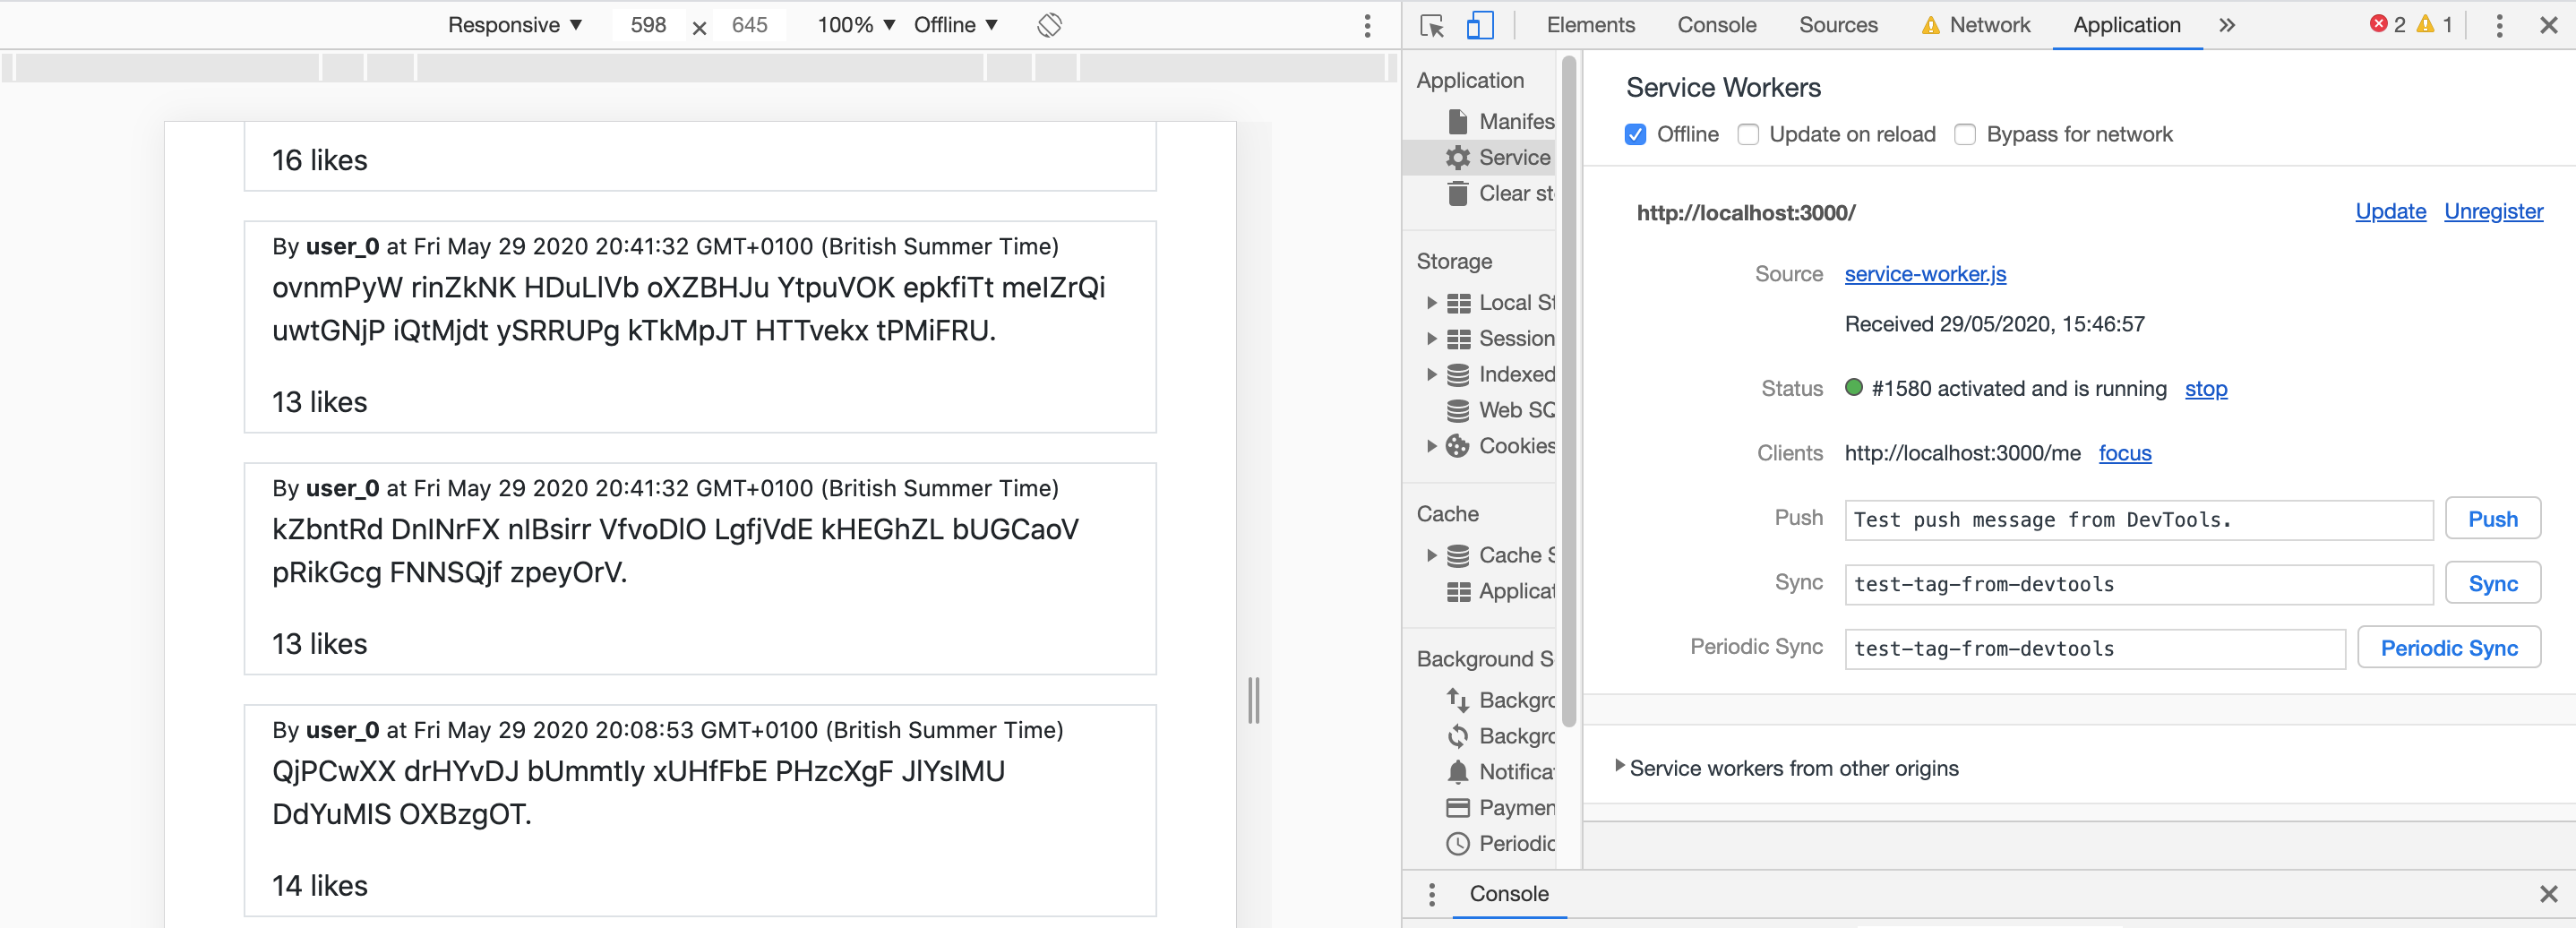 Responsive ▼ 598 × 645 100% ▼ Offline ▼
Elements Console Sources Network Application » 2 1
16 likes
By user_0 at Fri May 29 2020 20:41:32 GMT+0100 (British Summer Time)
ovnmPyW rinZkNK HDuLlVb oXZBHJu YtpuVOK epkfiTt meIZrQi
uwtGNjP iQtMjdt ySRRUPg kTkMpJT HTTvekx tPMiFRU.
13 likes
By user_0 at Fri May 29 2020 20:41:32 GMT+0100 (British Summer Time)
kZbntRd DnINrFX nIBsirr VfvoDlO LgfjVdE kHEGhZL bUGCaoV
pRikGcg FNNSQjf zpeyOrV.
13 likes
By user_0 at Fri May 29 2020 20:08:53 GMT+0100 (British Summer Time)
QjPCwXX drHYvDJ bUmmtIy xUHfFbE PHzcXgF JlYsIMU
DdYuMIS OXBzgOT.
14 likes
Application
Manifes
Service
Clear st
Storage
Local St
Session
Indexed
Web SQ
Cookies
Cache
Cache S
Applicat
Background S
Backgro
Backgro
Notifica
Paymen
Periodic
Service Workers
Offline Update on reload Bypass for network
http://localhost:3000/ Update Unregister
Source service-worker.js
Received 29/05/2020, 15:46:57
Status #1580 activated and is running stop
Clients http://localhost:3000/me focus
Push Test push message from DevTools. Push
Sync test-tag-from-devtools Sync
Periodic Sync test-tag-from-devtools Periodic Sync
Service workers from other origins
Console